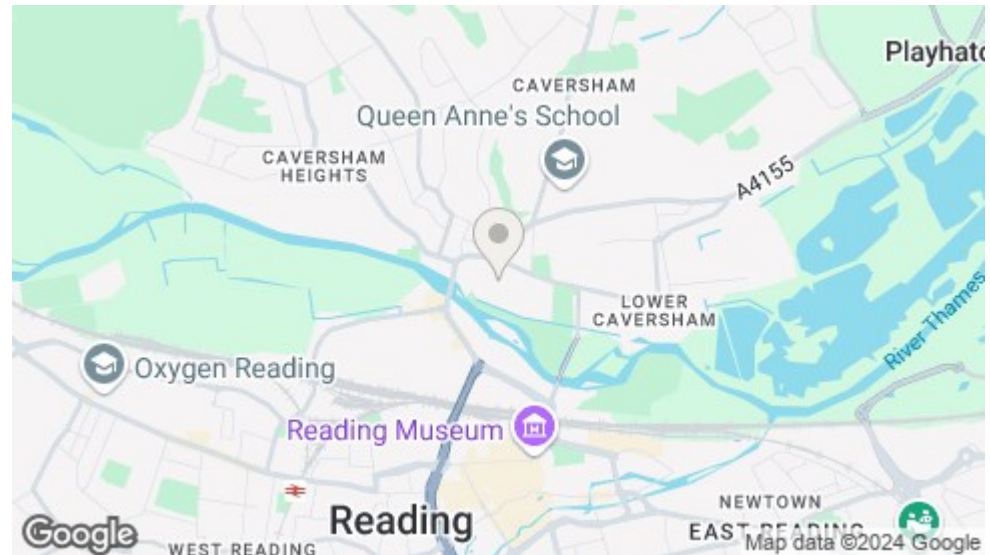 Playhatc
CAVERSHAM
Queen Anne's School
CAVERSHAM
HEIGHTS
A4155
LOWER
CAVERSHAM
River Thames
Oxygen Reading
Reading Museum
Reading
NEWTOWN
EAST READING
WEST READING
Google
Map data ©2024 Google